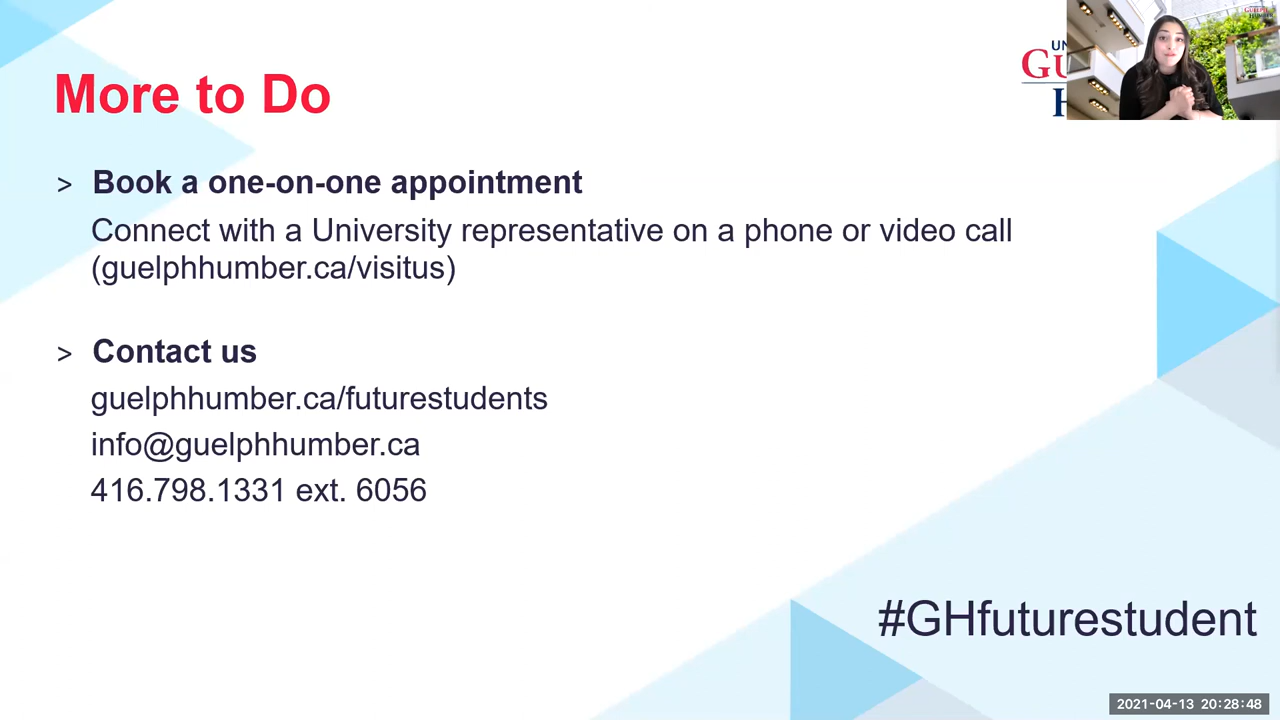 More to Do
> Book a one-on-one appointment
Connect with a University representative on a phone or video call
(guelphhumber.ca/visitus)
> Contact us
guelphhumber.ca/futurestudents
info@guelphhumber.ca
416.798.1331 ext. 6056
#GHfuturestudent
2021-04-13 20:28:48